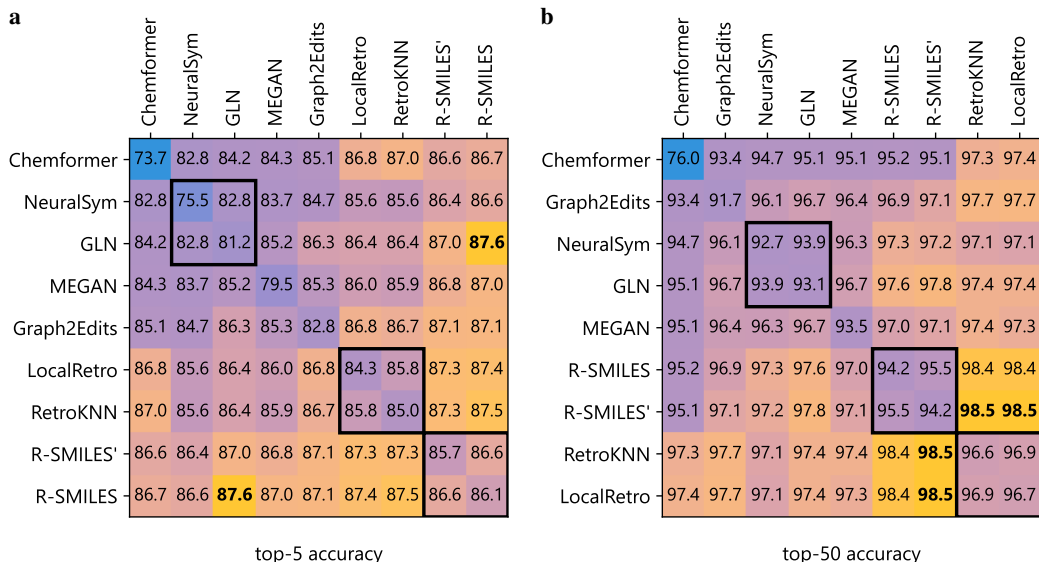 a
Chemformer NeuralSym GLN MEGAN Graph2Edits LocalRetro RetroKNN R-SMILES' R-SMILES
Chemformer 73.7 82.8 84.2 84.3 85.1 86.8 87.0 86.6 86.7
NeuralSym 82.8 75.5 82.8 83.7 84.7 85.6 85.6 86.4 86.6
GLN 84.2 82.8 81.2 85.2 86.3 86.4 86.4 87.0 87.6
MEGAN 84.3 83.7 85.2 79.5 85.3 86.0 85.9 86.8 87.0
Graph2Edits 85.1 84.7 86.3 85.3 82.8 86.8 86.7 87.1 87.1
LocalRetro 86.8 85.6 86.4 86.0 86.8 84.3 85.8 87.3 87.4
RetroKNN 87.0 85.6 86.4 85.9 86.7 85.8 85.0 87.3 87.5
R-SMILES' 86.6 86.4 87.0 86.8 87.1 87.3 87.3 85.7 86.6
R-SMILES 86.7 86.6 87.6 87.0 87.1 87.4 87.5 86.6 86.1
top-5 accuracy
b
Chemformer Graph2Edits NeuralSym GLN MEGAN R-SMILES R-SMILES' RetroKNN LocalRetro
Chemformer 76.0 93.4 94.7 95.1 95.1 95.2 95.1 97.3 97.4
Graph2Edits 93.4 91.7 96.1 96.7 96.4 96.9 97.1 97.7 97.7
NeuralSym 94.7 96.1 92.7 93.9 96.3 97.3 97.2 97.1 97.1
GLN 95.1 96.7 93.9 93.1 96.7 97.6 97.8 97.4 97.4
MEGAN 95.1 96.4 96.3 96.7 93.5 97.0 97.1 97.4 97.3
R-SMILES 95.2 96.9 97.3 97.6 97.0 94.2 95.5 98.4 98.4
R-SMILES' 95.1 97.1 97.2 97.8 97.1 95.5 94.2 98.5 98.5
RetroKNN 97.3 97.7 97.1 97.4 97.4 98.4 98.5 96.6 96.9
LocalRetro 97.4 97.7 97.1 97.4 97.3 98.4 98.5 96.9 96.7
top-50 accuracy